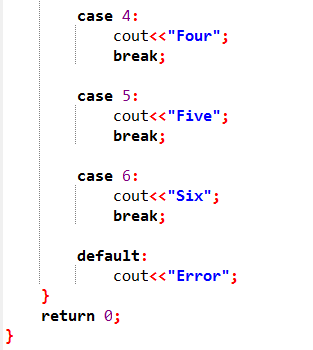 case 4:
cout<<"Four";
break;
case 5:
cout<<"Five";
break;
case 6:
cout<<"Six";
break;
default:
cout<<"Error";
}
return 0;
}